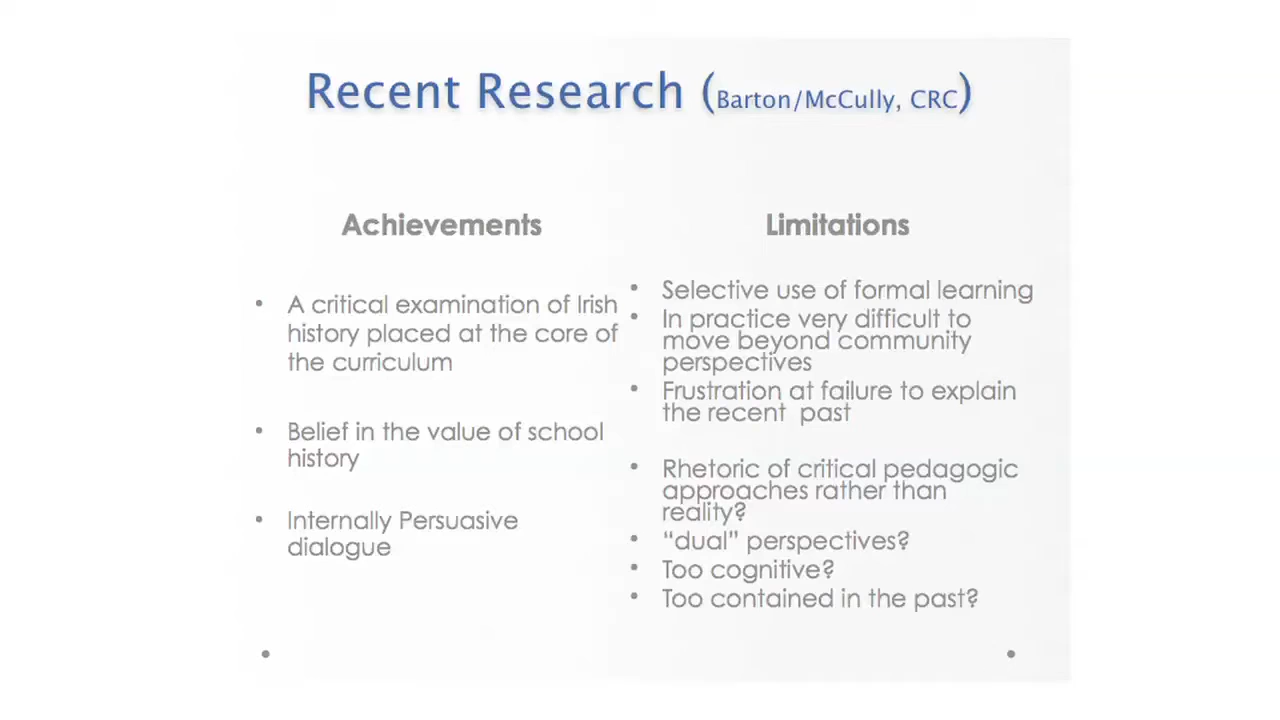 Recent Research (Barton/McCully, CRC)
Achievements
• A critical examination of Irish
history placed at the core of
the curriculum
• Belief in the value of school
history
• Internally Persuasive
dialogue
Limitations
• Selective use of formal learning
• In practice very difficult to
move beyond community
perspectives
• Frustration at failure to explain
the recent past
• Rhetoric of critical pedagogic
approaches rather than
reality?
• “dual” perspectives?
• Too cognitive?
• Too contained in the past?